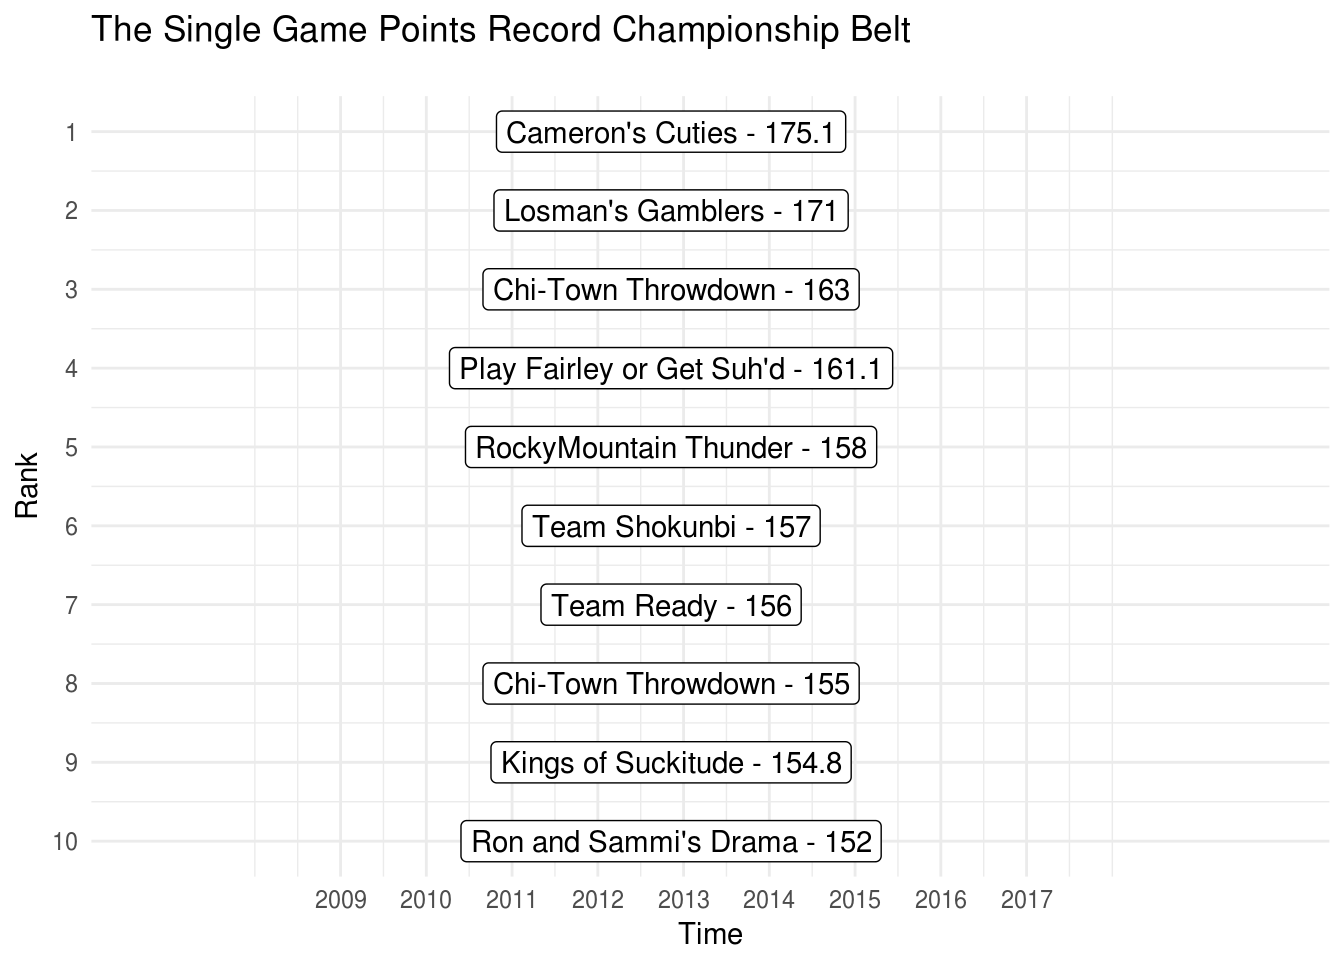 The Single Game Points Record Championship Belt
1
Cameron's Cuties - 175.1
2
Losman's Gamblers - 171
3
Chi-Town Throwdown - 163
4
Play Fairley or Get Suh'd - 161.1
5
RockyMountain Thunder - 158
Rank
6
Team Shokunbi - 157
7
Team Ready - 156
8
Chi-Town Throwdown - 155
9
Kings of Suckitude - 154.8
10
Ron and Sammi's Drama - 152
2009 2010 2011 2012 2013 2014 2015 2016 2017
Time